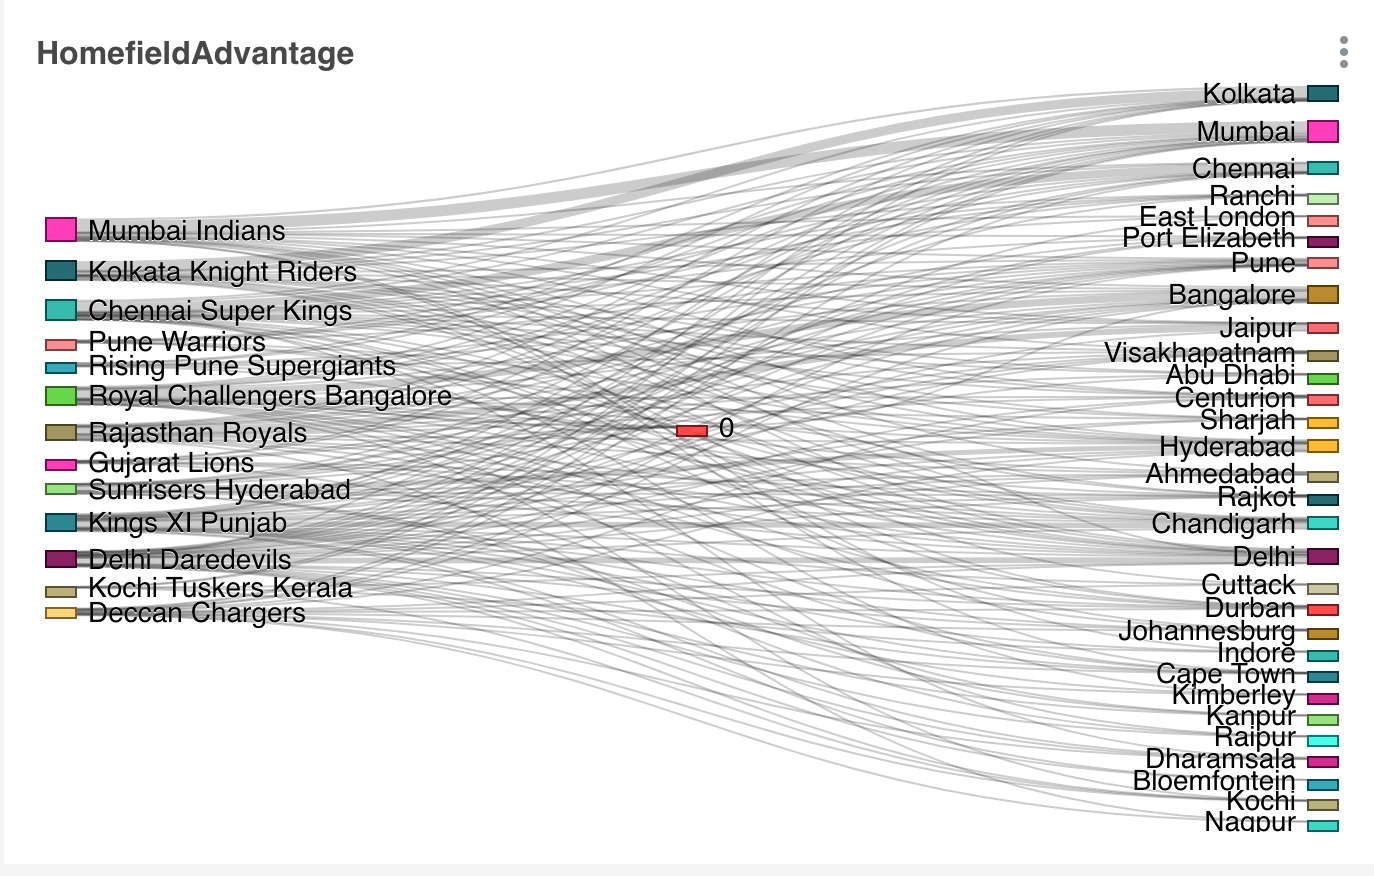 HomefieldAdvantage
Mumbai Indians
Kolkata Knight Riders
Chennai Super Kings
Pune Warriors
Rising Pune Supergiants
Royal Challengers Bangalore
Rajasthan Royals
Gujarat Lions
Sunrisers Hyderabad
Kings XI Punjab
Delhi Daredevils
Kochi Tuskers Kerala
Deccan Chargers
0
Kolkata
Mumbai
Chennai
Ranchi
East London
Port Elizabeth
Pune
Bangalore
Jaipur
Visakhapatnam
Abu Dhabi
Centurion
Sharjah
Hyderabad
Ahmedabad
Rajkot
Chandigarh
Delhi
Cuttack
Durban
Johannesburg
Indore
Cape Town
Kimberley
Kanpur
Raipur
Dharamsala
Bloemfontein
Kochi
Nagpur